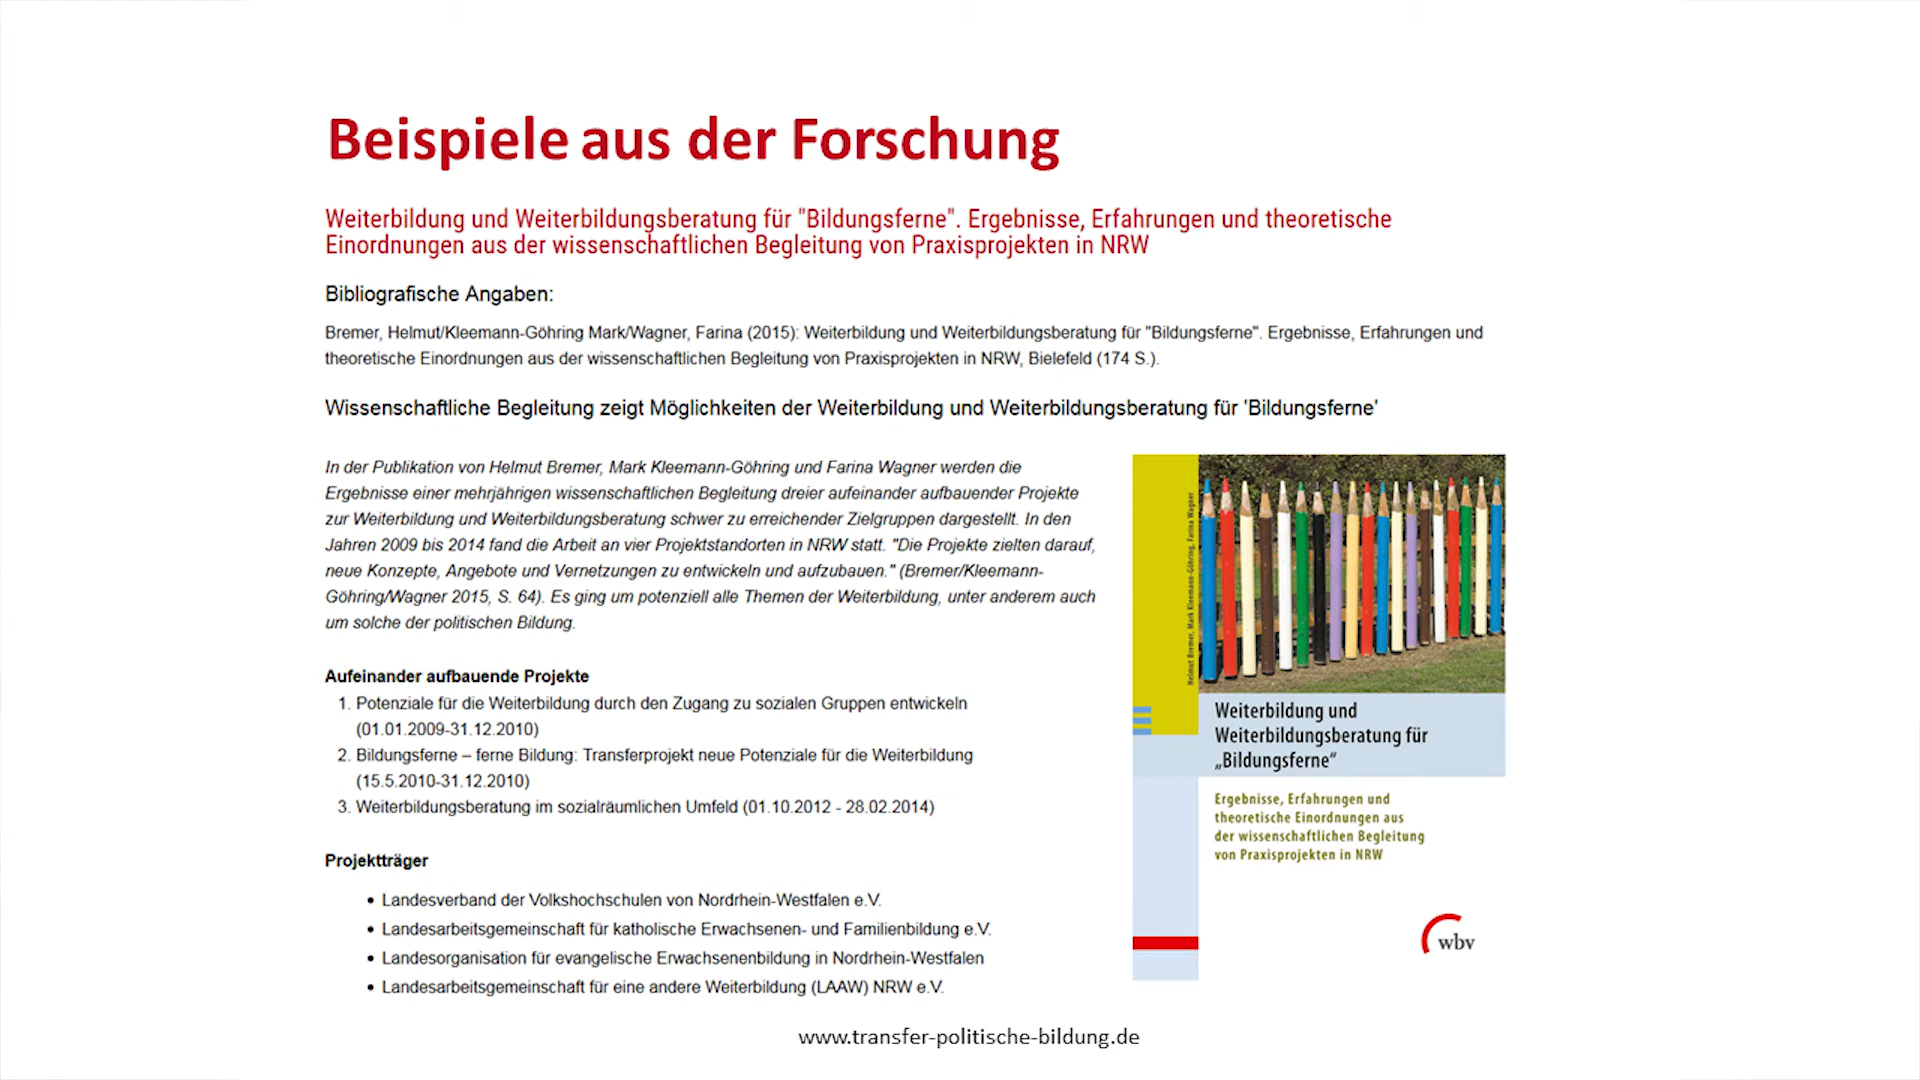 Beispiele aus der Forschung
Weiterbildung und Weiterbildungsberatung für "Bildungsferne". Ergebnisse, Erfahrungen und theoretische
Einordnungen aus der wissenschaftlichen Begleitung von Praxisprojekten in NRW
Bibliografische Angaben:
Bremer, Helmut/Kleemann-Göhring Mark/Wagner, Farina (2015): Weiterbildung und Weiterbildungsberatung für "Bildungsferne". Ergebnisse, Erfahrungen und
theoretische Einordnungen aus der wissenschaftlichen Begleitung von Praxisprojekten in NRW, Bielefeld (174 S.).
Wissenschaftliche Begleitung zeigt Möglichkeiten der Weiterbildung und Weiterbildungsberatung für 'Bildungsferne'
In der Publikation von Helmut Bremer, Mark Kleemann-Göhring und Farina Wagner werden die
Ergebnisse einer mehrjährigen wissenschaftlichen Begleitung dreier aufeinander aufbauender Projekte
zur Weiterbildung und Weiterbildungsberatung schwer zu erreichender Zielgruppen dargestellt. In den
Jahren 2009 bis 2014 fand die Arbeit an vier Projektstandorten in NRW statt. "Die Projekte zielten darauf,
neue Konzepte, Angebote und Vernetzungen zu entwickeln und aufzubauen." (Bremer/Kleemann-
Göhring/Wagner 2015, S. 64). Es ging um potenziell alle Themen der Weiterbildung, unter anderem auch
um solche der politischen Bildung.
Aufeinander aufbauende Projekte
1. Potenziale für die Weiterbildung durch den Zugang zu sozialen Gruppen entwickeln
(01.01.2009-31.12.2010)
2. Bildungsferne – ferne Bildung: Transferprojekt neue Potenziale für die Weiterbildung
(15.5.2010-31.12.2010)
3. Weiterbildungsberatung im sozialräumlichen Umfeld (01.10.2012 - 28.02.2014)
Projektträger
• Landesverband der Volkshochschulen von Nordrhein-Westfalen e.V.
• Landesarbeitsgemeinschaft für katholische Erwachsenen- und Familienbildung e.V.
• Landesorganisation für evangelische Erwachsenenbildung in Nordrhein-Westfalen
• Landesarbeitsgemeinschaft für eine andere Weiterbildung (LAAW) NRW e.V.
Helmut Bremer, Mark Kleemann-Göhring, Farina Wagner
Weiterbildung und
Weiterbildungsberatung für
„Bildungsferne“
Ergebnisse, Erfahrungen und
theoretische Einordnungen aus
der wissenschaftlichen Begleitung
von Praxisprojekten in NRW
wbv
www.transfer-politische-bildung.de